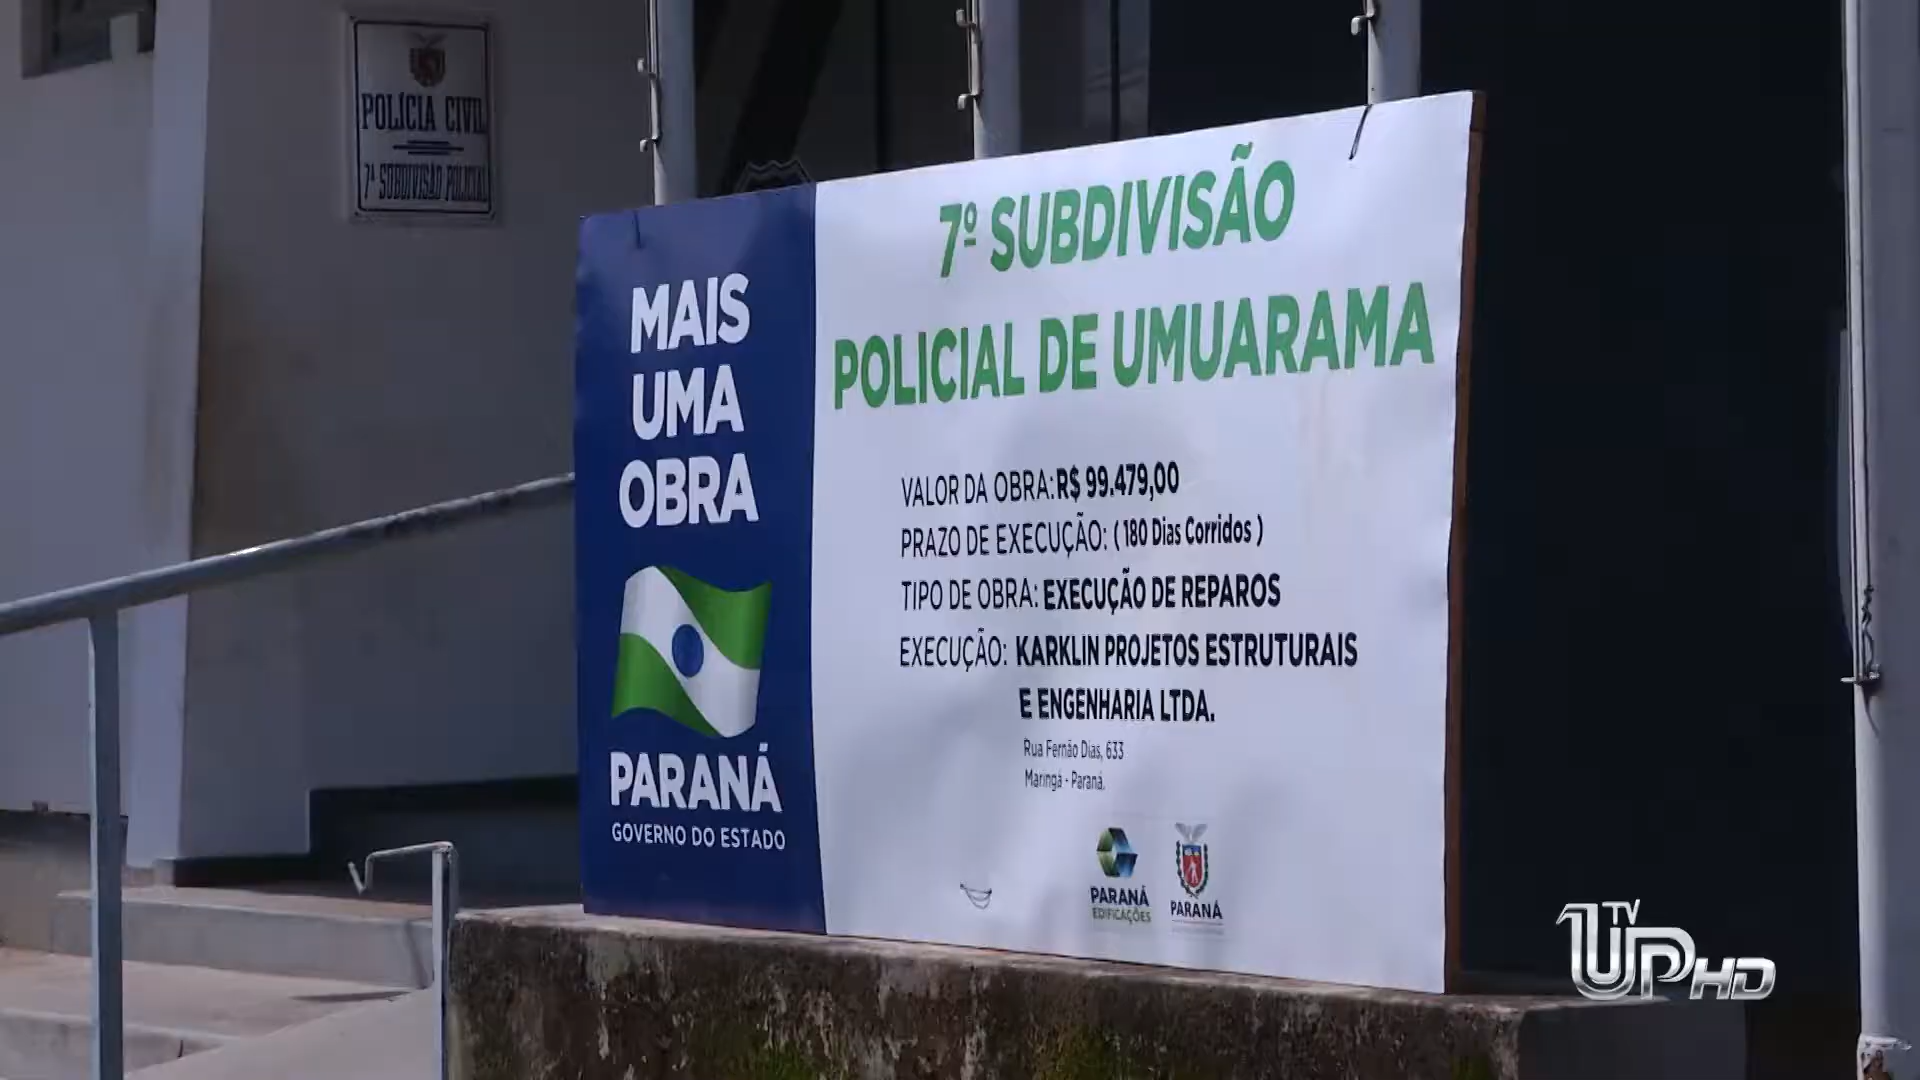 POLÍCIA CIVIL
7ª SUBDIVISÃO POLICIAL
MAIS
UMA
OBRA
PARANÁ
GOVERNO DO ESTADO
7º SUBDIVISÃO
POLICIAL DE UMUARAMA
VALOR DA OBRA: R$ 99.479,00
PRAZO DE EXECUÇÃO: ( 180 Dias Corridos )
TIPO DE OBRA: EXECUÇÃO DE REPAROS
EXECUÇÃO: KARKLIN PROJETOS ESTRUTURAIS
E ENGENHARIA LTDA.
Rua Fernão Dias, 633
Maringá - Paraná.
PARANÁ
EDIFICAÇÕES
PARANÁ
TV
UP HD